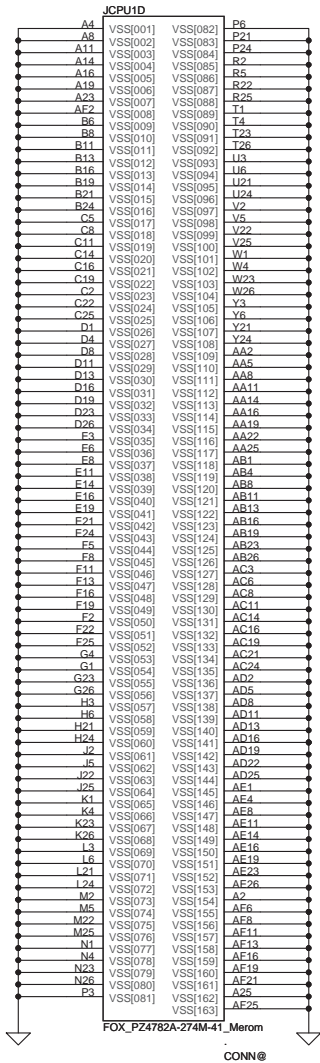 JCPU1D
A4 VSS[001] VSS[082] P6
A8 VSS[002] VSS[083] P21
A11 VSS[003] VSS[084] P24
A14 VSS[004] VSS[085] R2
A16 VSS[005] VSS[086] R5
A19 VSS[006] VSS[087] R22
A23 VSS[007] VSS[088] R25
AF2 VSS[008] VSS[089] T1
B6 VSS[009] VSS[090] T4
B8 VSS[010] VSS[091] T23
B11 VSS[011] VSS[092] T26
B13 VSS[012] VSS[093] U3
B16 VSS[013] VSS[094] U6
B19 VSS[014] VSS[095] U21
B21 VSS[015] VSS[096] U24
B24 VSS[016] VSS[097] V2
C5 VSS[017] VSS[098] V5
C8 VSS[018] VSS[099] V22
C11 VSS[019] VSS[100] V25
C14 VSS[020] VSS[101] W1
C16 VSS[021] VSS[102] W4
C19 VSS[022] VSS[103] W23
C2 VSS[023] VSS[104] W26
C22 VSS[024] VSS[105] Y3
C25 VSS[025] VSS[106] Y6
D1 VSS[026] VSS[107] Y21
D4 VSS[027] VSS[108] Y24
D8 VSS[028] VSS[109] AA2
D11 VSS[029] VSS[110] AA5
D13 VSS[030] VSS[111] AA8
D16 VSS[031] VSS[112] AA11
D19 VSS[032] VSS[113] AA14
D23 VSS[033] VSS[114] AA16
D26 VSS[034] VSS[115] AA19
E3 VSS[035] VSS[116] AA22
E6 VSS[036] VSS[117] AA25
E8 VSS[037] VSS[118] AB1
E11 VSS[038] VSS[119] AB4
E14 VSS[039] VSS[120] AB8
E16 VSS[040] VSS[121] AB11
E19 VSS[041] VSS[122] AB13
E21 VSS[042] VSS[123] AB16
E24 VSS[043] VSS[124] AB19
F5 VSS[044] VSS[125] AB23
F8 VSS[045] VSS[126] AB26
F11 VSS[046] VSS[127] AC3
F13 VSS[047] VSS[128] AC6
F16 VSS[048] VSS[129] AC8
F19 VSS[049] VSS[130] AC11
F2 VSS[050] VSS[131] AC14
F22 VSS[051] VSS[132] AC16
F25 VSS[052] VSS[133] AC19
G4 VSS[053] VSS[134] AC21
G1 VSS[054] VSS[135] AC24
G23 VSS[055] VSS[136] AD2
G26 VSS[056] VSS[137] AD5
H3 VSS[057] VSS[138] AD8
H6 VSS[058] VSS[139] AD11
H21 VSS[059] VSS[140] AD13
H24 VSS[060] VSS[141] AD16
J2 VSS[061] VSS[142] AD19
J5 VSS[062] VSS[143] AD22
J22 VSS[063] VSS[144] AD25
J25 VSS[064] VSS[145] AE1
K1 VSS[065] VSS[146] AE4
K4 VSS[066] VSS[147] AE8
K23 VSS[067] VSS[148] AE11
K26 VSS[068] VSS[149] AE14
L3 VSS[069] VSS[150] AE16
L6 VSS[070] VSS[151] AE19
L21 VSS[071] VSS[152] AE23
L24 VSS[072] VSS[153] AE26
M2 VSS[073] VSS[154] A2
M5 VSS[074] VSS[155] AF6
M22 VSS[075] VSS[156] AF8
M25 VSS[076] VSS[157] AF11
N1 VSS[077] VSS[158] AF13
N4 VSS[078] VSS[159] AF16
N23 VSS[079] VSS[160] AF19
N26 VSS[080] VSS[161] AF21
P3 VSS[081] VSS[162] A25
VSS[163] AF25
FOX_PZ4782A-274M-41_Merom
.
CONN@